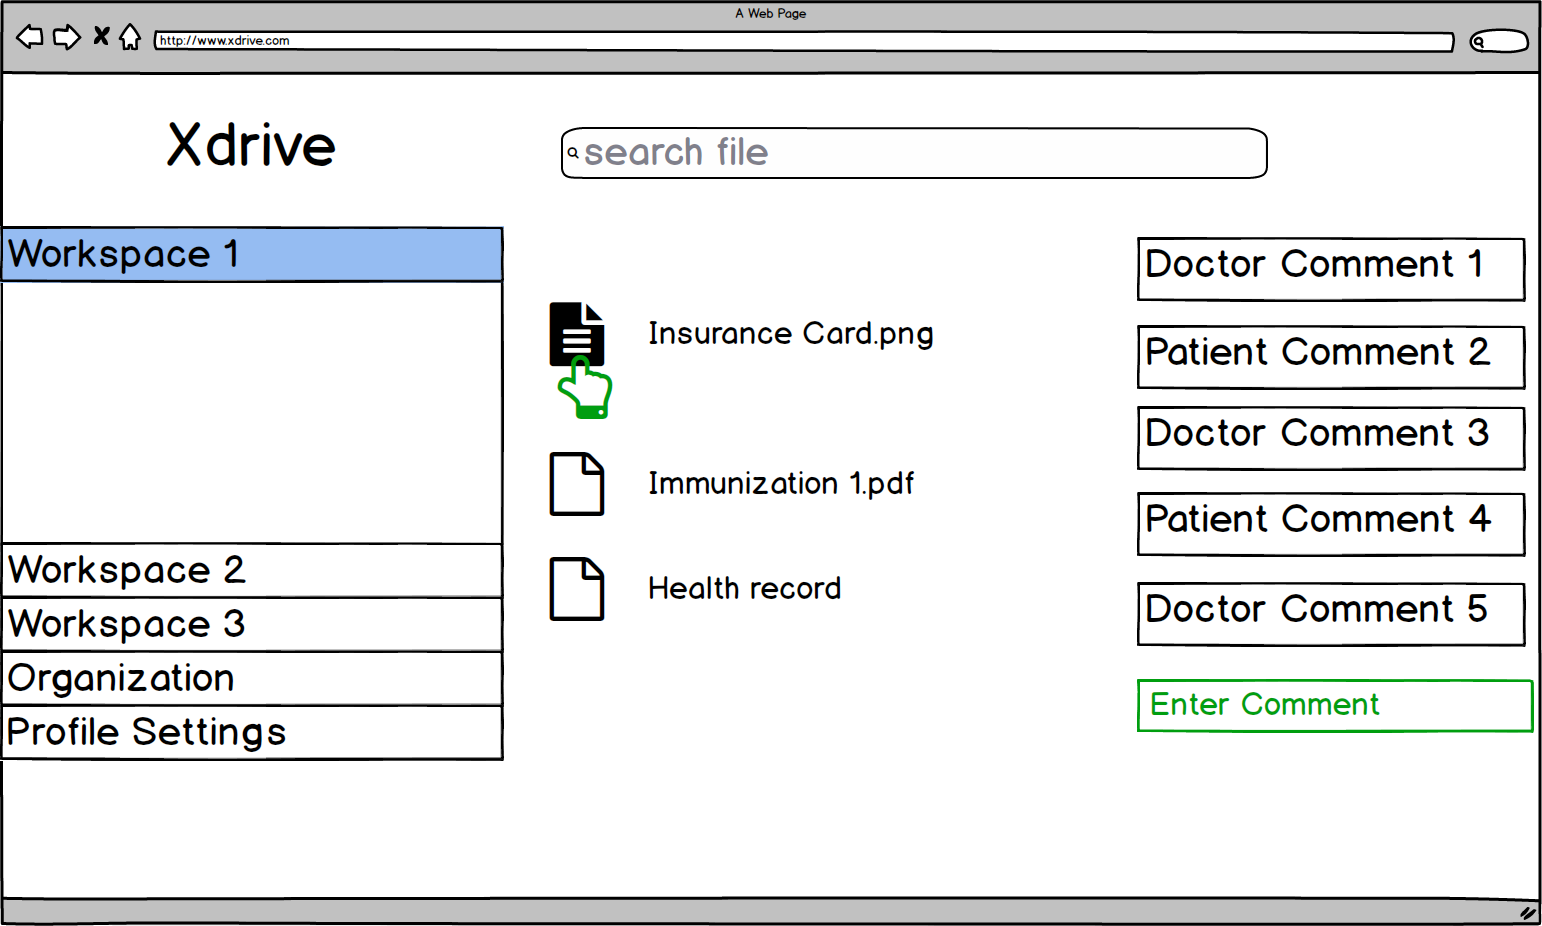 A Web Page
http://www.xdrive.com
Xdrive
search file
Workspace 1
Workspace 2
Workspace 3
Organization
Profile Settings
Insurance Card.png
Immunization 1.pdf
Health record
Doctor Comment 1
Patient Comment 2
Doctor Comment 3
Patient Comment 4
Doctor Comment 5
Enter Comment